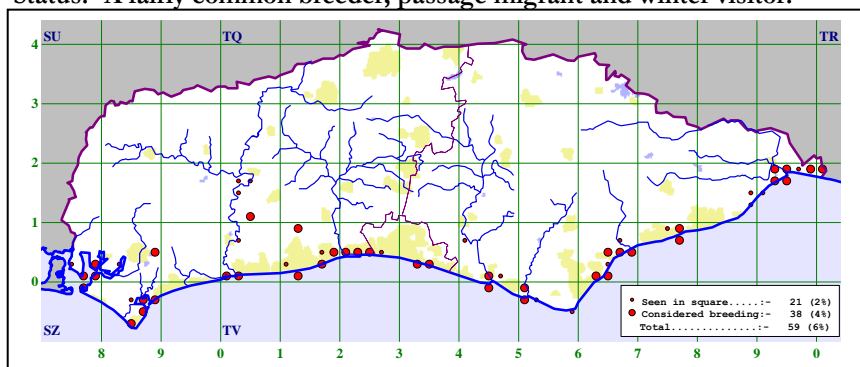 Status: A fairly common breeder, passage migrant and winter visitor.
SU TQ TR
4
3
2
1
0
Seen in square.....:- 21 (2%)
Considered breeding:- 38 (4%)
Total..............:- 59 (6%)
SZ TV
8 9 0 1 2 3 4 5 6 7 8 9 0